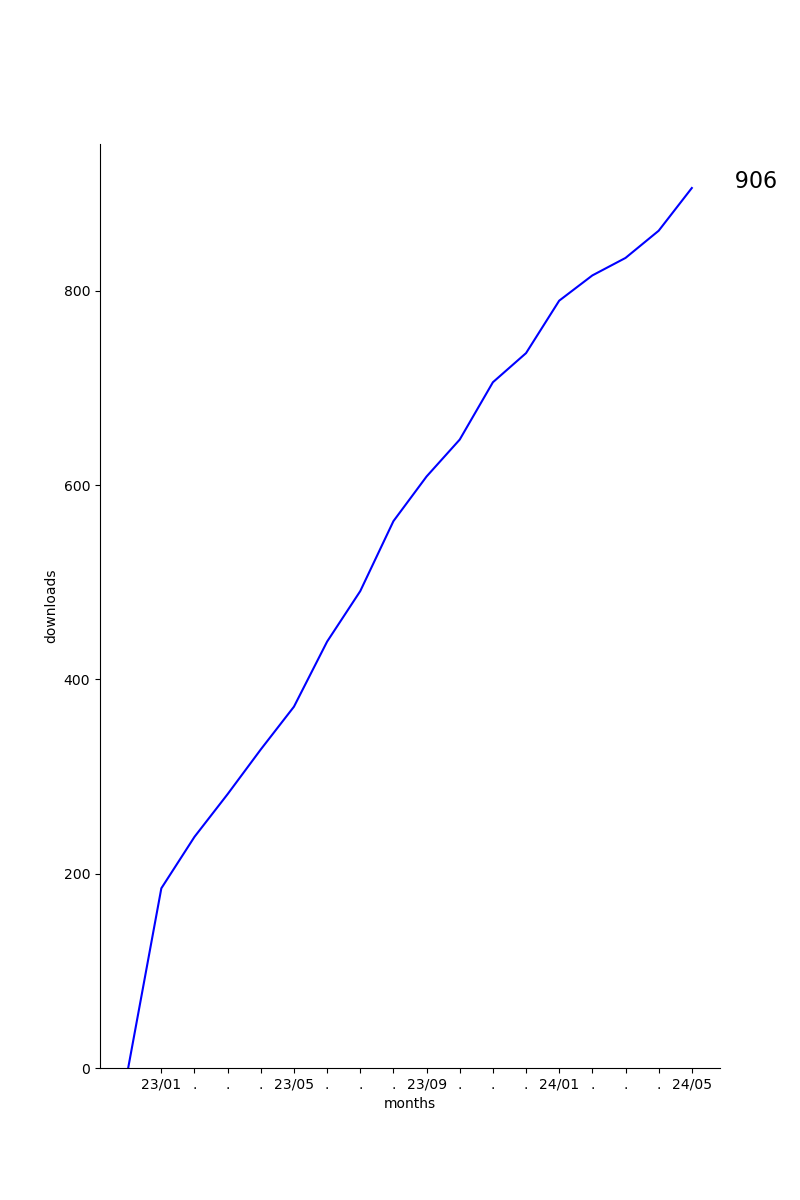 906
800
600
400
200
0
downloads
23/01 . . . 23/05 . . . 23/09 . . . 24/01 . . . 24/05
months